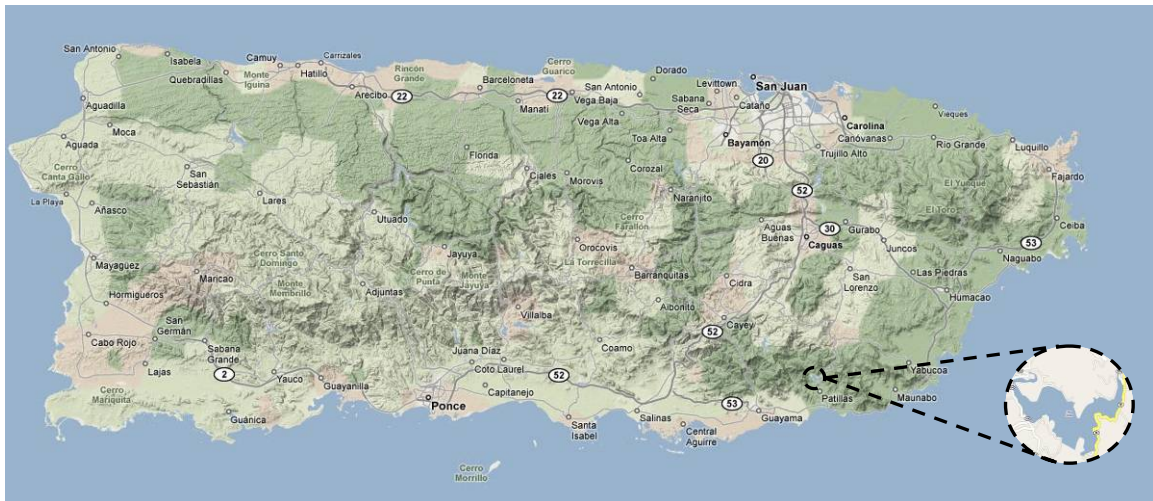 San Antonio
Isabela
Camuy
Carrizales
Quebradillas
Monte
Iguina
Hatillo
Rincón
Grande
Cerro
Guarico
Barceloneta
Arecibo
22
Manatí
22
Vega Baja
San Antonio
Dorado
Levittown
San Juan
Sabana
Seca
Cataño
Vega Alta
Toa Alta
Bayamón
Carolina
Vieques
Canóvanas
Rio Grande
Luquillo
Trujillo Alto
Fajardo
20
Aguadilla
Moca
Aguada
Cerro
Canta Gallo
La Playa
San
Sebastián
Añasco
Lares
Florida
Ciales
Morovis
Corozal
Naranjito
52
El Yunque
El Toro
Utuado
Cerro
Farallón
Aguas
Buenas
30
Gurabo
Caguas
Juncos
Ceiba
53
Naguabo
Mayagüez
Maricao
Cerro Santo
Domingo
Monte
Membrillo
Jayuya
Cerro de
Punta
Monte
Jayuya
Orocovis
La Torrecilla
Barranquitas
Cidra
San
Lorenzo
Las Piedras
Humacao
Hormigueros
Adjuntas
Villalba
Aibonito
Cayey
52
San
Germán
Cabo Rojo
Sabana
Grande
Lajas
2
Yauco
Guayanilla
Juana Díaz
Coto Laurel
Coamo
52
Capitanejo
Yabucoa
Maunabo
Patillas
Cerro
Mariquita
Guánica
Ponce
Santa
Isabel
Salinas
53
Guayama
Central
Aguirre
Cerro
Morrillo